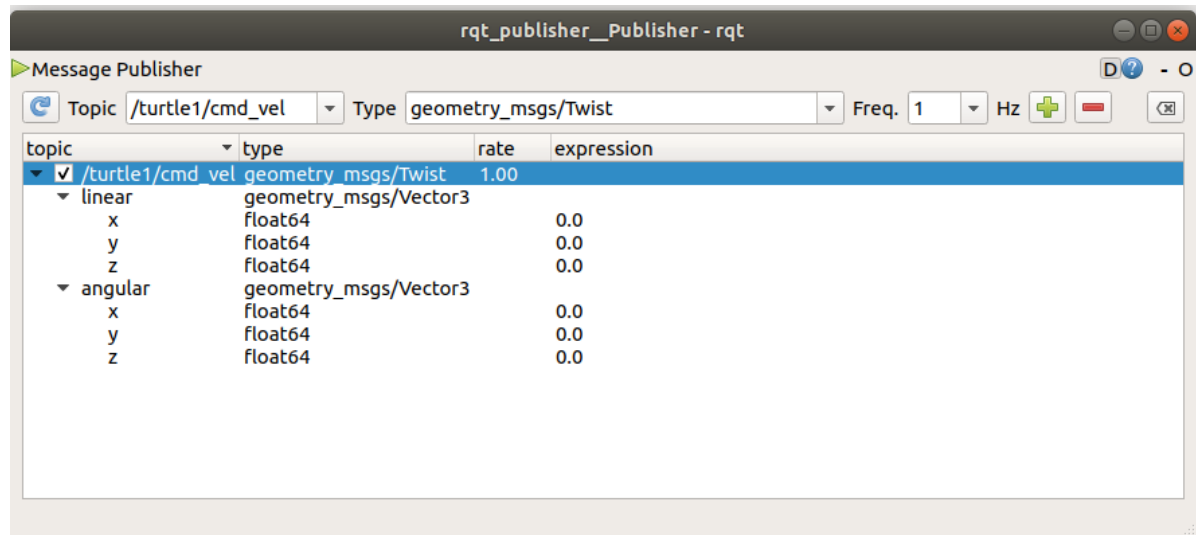 rqt_publisher__Publisher - rqt
Message Publisher D ? - O
Topic /turtle1/cmd_vel Type geometry_msgs/Twist Freq. 1 Hz
topic type rate expression
/turtle1/cmd_vel geometry_msgs/Twist 1.00
linear geometry_msgs/Vector3
x float64 0.0
y float64 0.0
z float64 0.0
angular geometry_msgs/Vector3
x float64 0.0
y float64 0.0
z float64 0.0